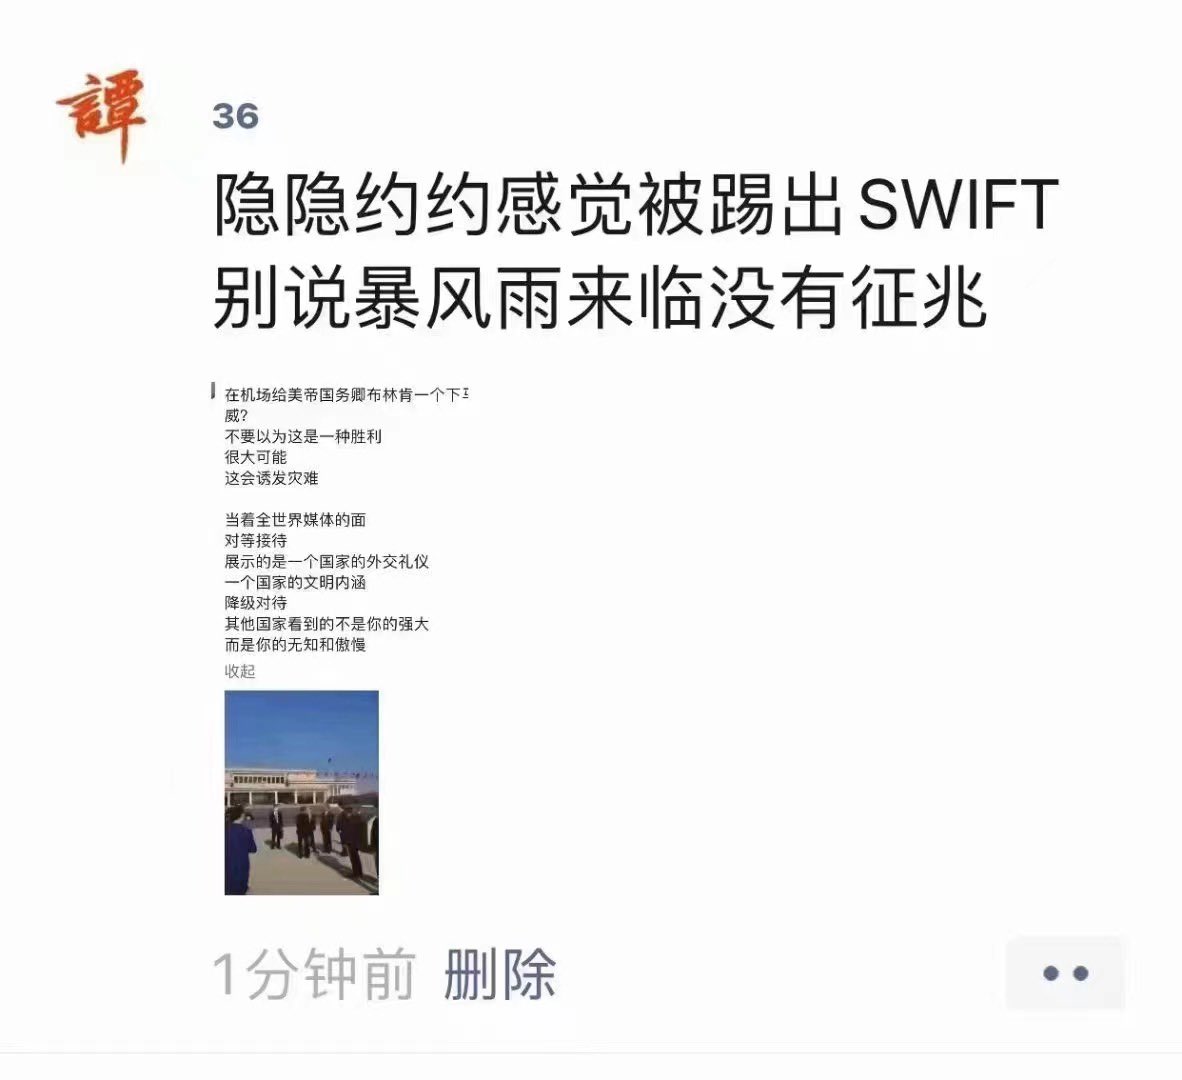 譚
36
隐隐约约感觉被踢出SWIFT
别说暴风雨来临没有征兆
在机场给美帝国务卿布林肯一个下马
威?
不要以为这是一种胜利
很大可能
这会诱发灾难
当着全世界媒体的面
对等接待
展示的是一个国家的外交礼仪
一个国家的文明内涵
降级对待
其他国家看到的不是你的强大
而是你的无知和傲慢
收起
1分钟前 删除